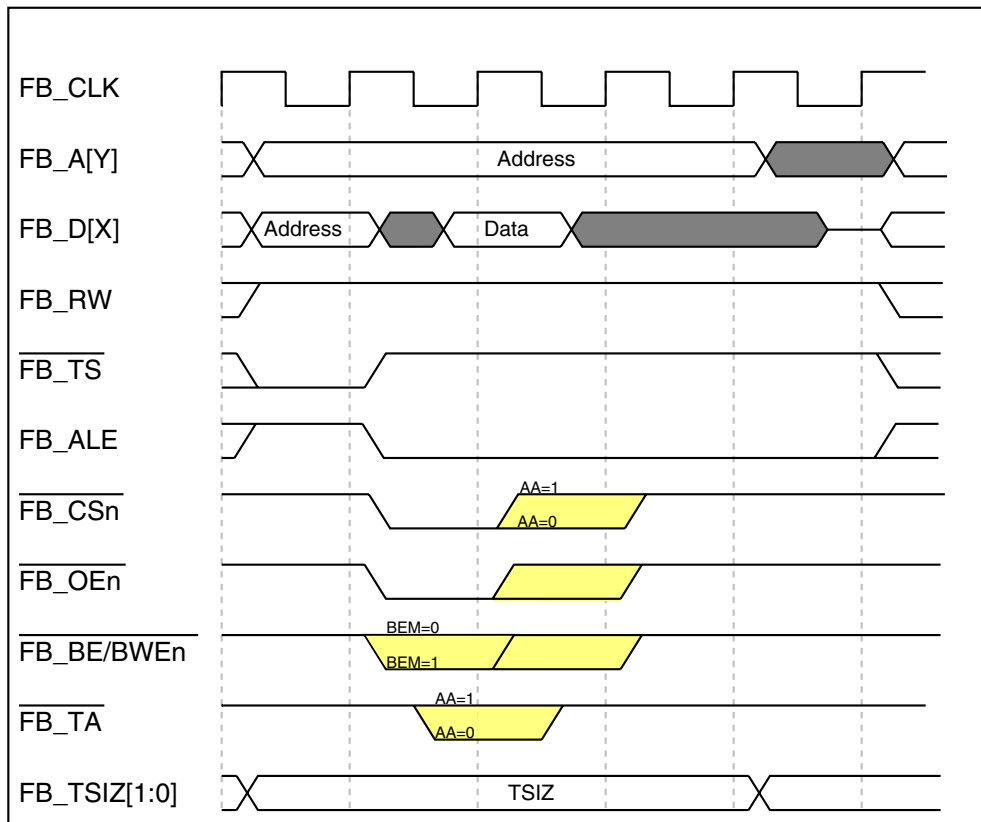 FB_CLK
FB_A[Y]
Address
FB_D[X]
Address
Data
FB_RW
FB_TS
FB_ALE
FB_CSn
AA=1
AA=0
FB_OEn
FB_BE/BWEn
BEM=0
BEM=1
FB_TA
AA=1
AA=0
FB_TSIZ[1:0]
TSIZ